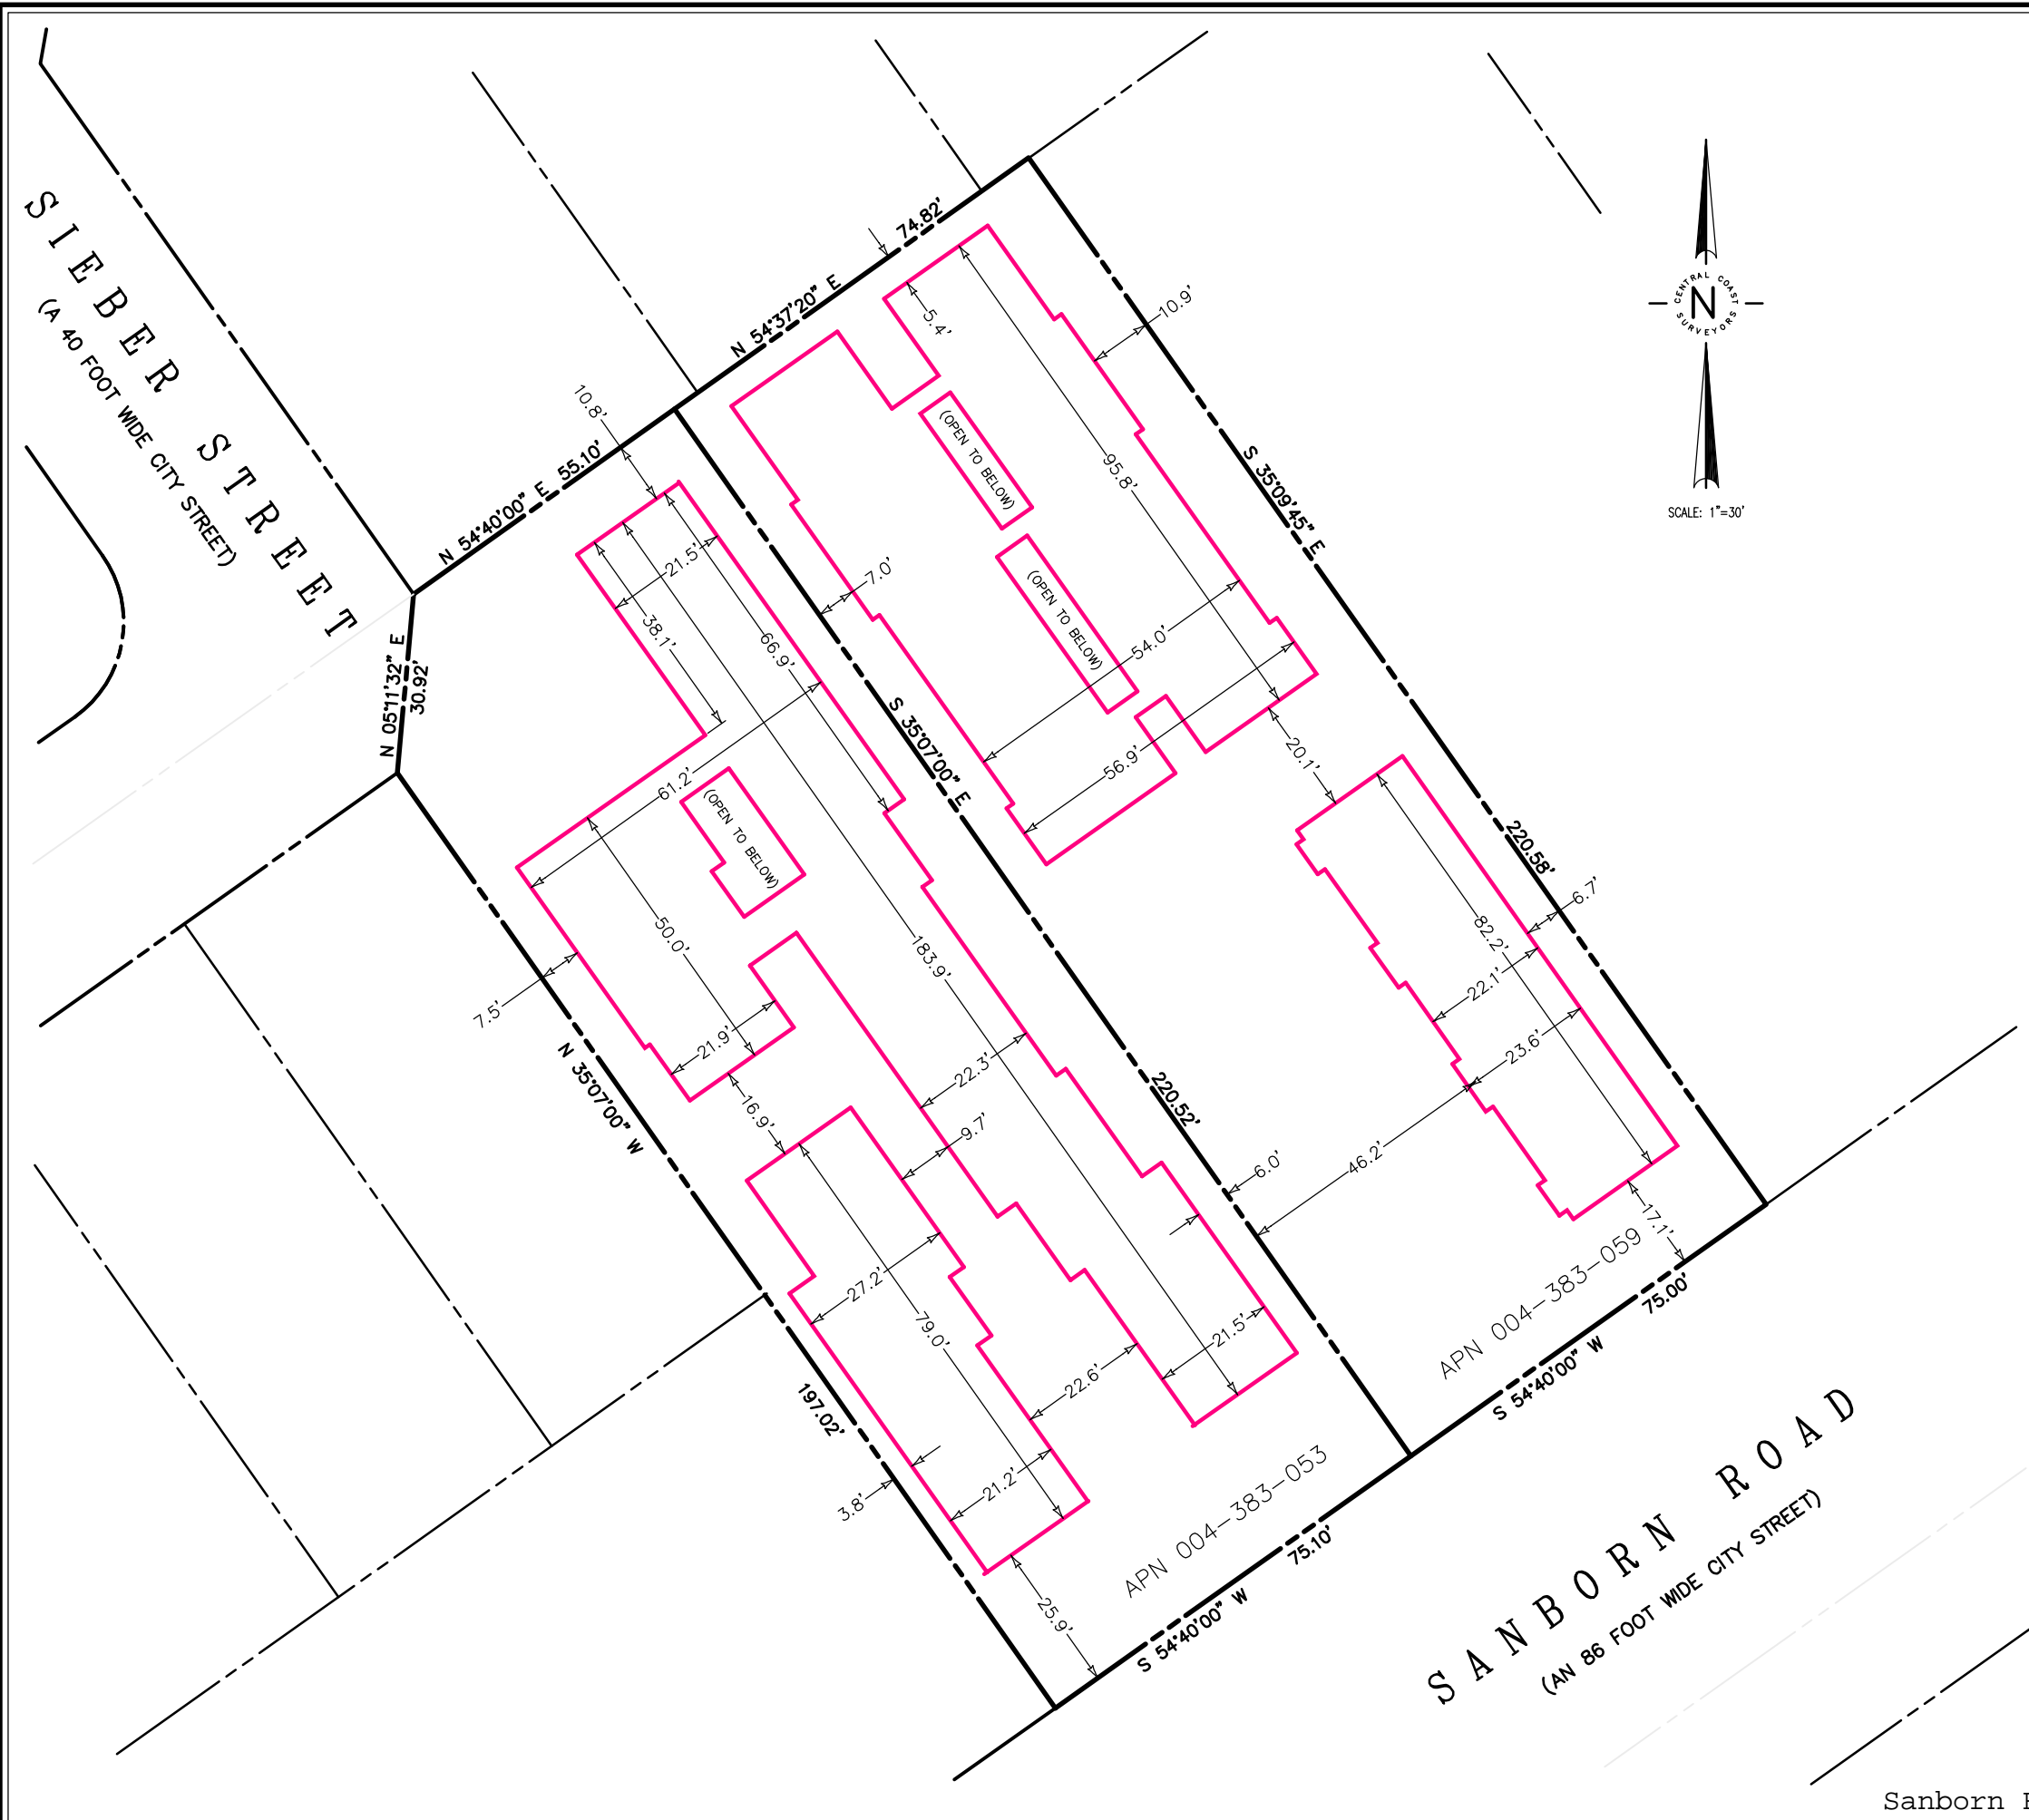 SIEBER STREET
(A 40 FOOT WIDE CITY STREET)
N 54°40'00" E 55.10'
10.8'
N 54°37'20" E
74.82'
N 05°11'32" E
30.92'
CENTRAL COAST
N
SURVEYORS
SCALE: 1"=30'
5.4'
10.9'
(OPEN TO BELOW)
95.8'
S 35°09'45" E
220.58'
21.5'
38.1'
66.9'
7.0'
(OPEN TO BELOW)
54.0'
56.9'
20.1'
S 35°07'00" E
220.52'
61.2'
(OPEN TO BELOW)
50.0'
183.9'
7.5'
21.9'
16.9'
22.3'
9.7'
N 35°07'00" W
197.02'
82.2'
6.7'
22.1'
23.6'
46.2'
6.0'
17.1'
27.2'
79.0'
21.5'
22.6'
21.2'
3.8'
25.9'
APN 004-383-059
75.00'
S 54°40'00" W
APN 004-383-053
75.10'
S 54°40'00" W
SANBORN ROAD
(AN 86 FOOT WIDE CITY STREET)
Sanborn